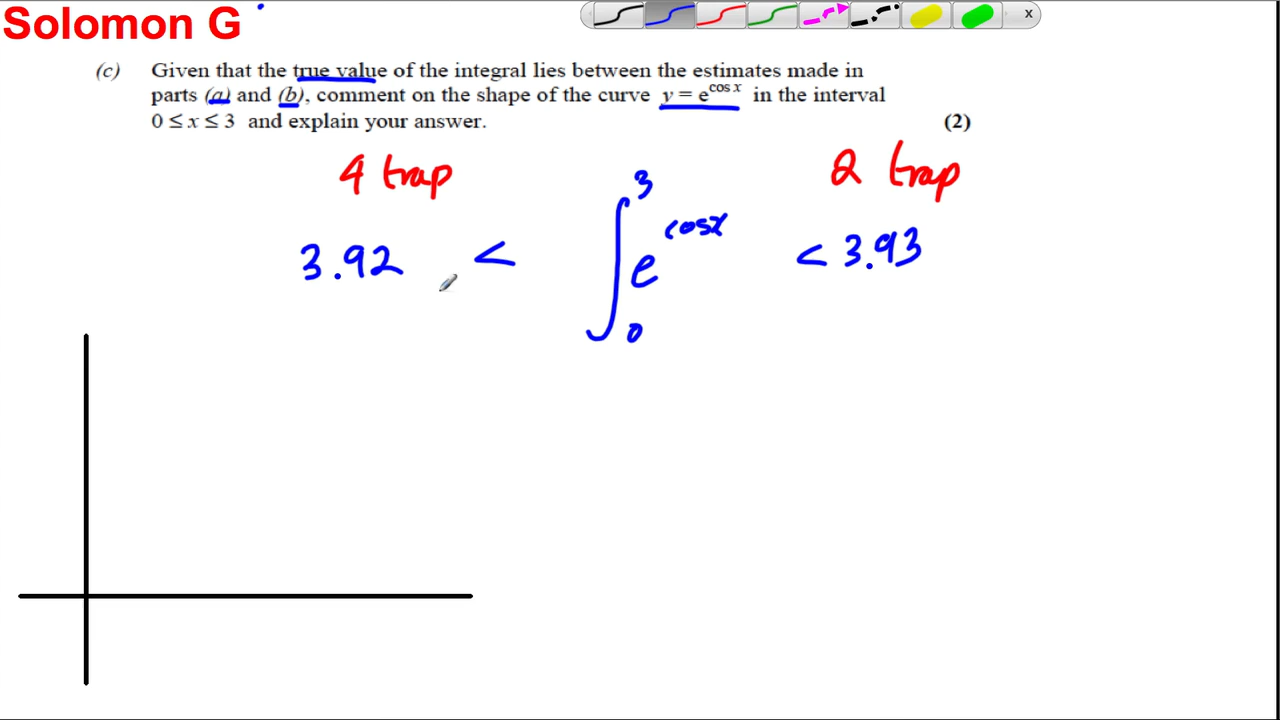 Solomon G
x
(c) Given that the true value of the integral lies between the estimates made in
parts (a) and (b), comment on the shape of the curve y = e^cos x in the interval
0 ≤ x ≤ 3 and explain your answer. (2)
4 trap 2 trap
3.92 < ∫₀³ e^cosx < 3.93